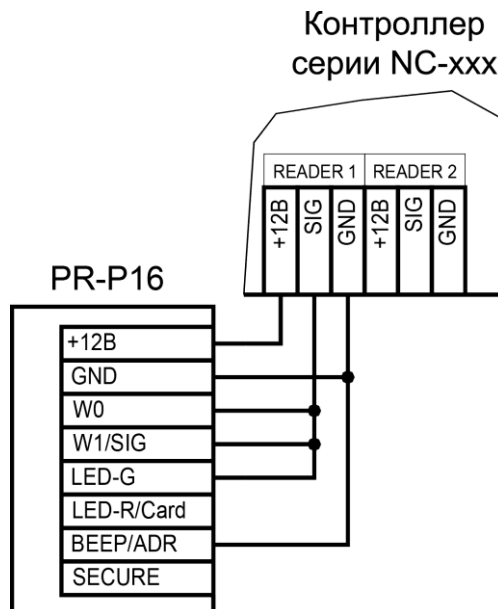 Контроллер
серии NC-xxx
READER 1 READER 2
+12В SIG GND +12В SIG GND
PR-P16
+12В
GND
W0
W1/SIG
LED-G
LED-R/Card
BEEP/ADR
SECURE